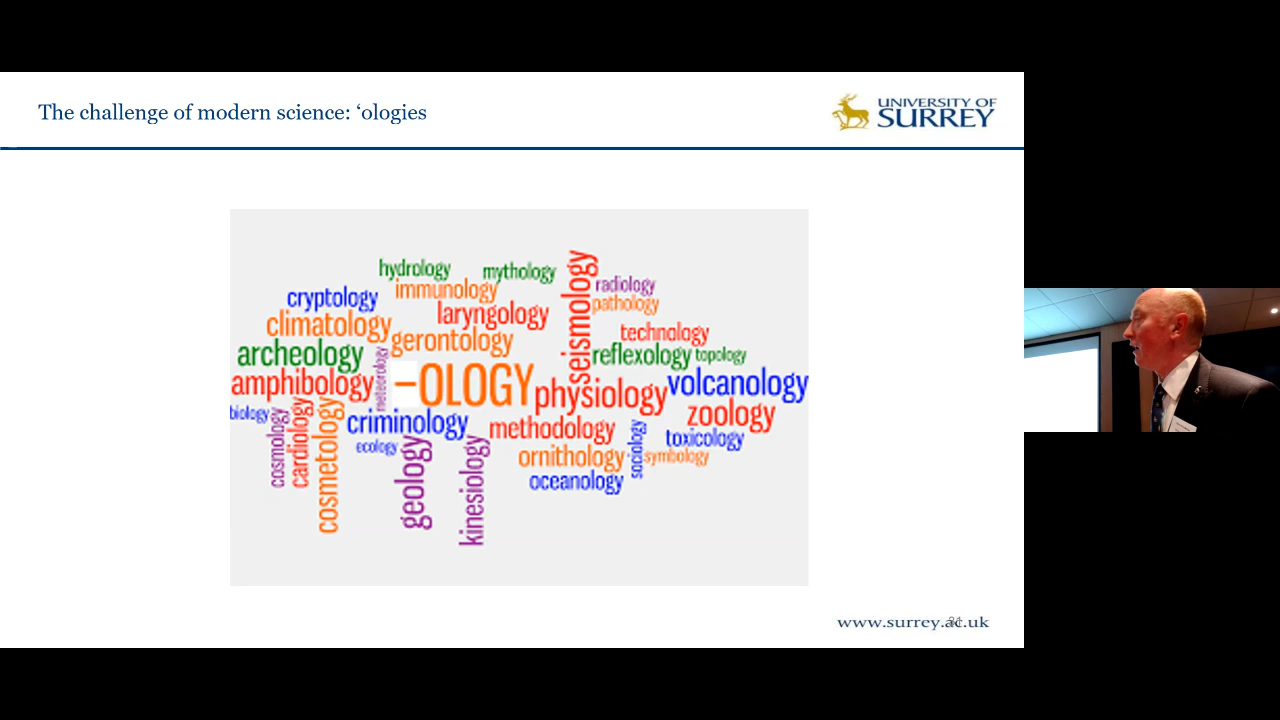 The challenge of modern science: ‘ologies
UNIVERSITY OF
SURREY
hydrology
mythology
seismology
radiology
cryptology
immunology
pathology
climatology
laryngology
technology
archeology
gerontology
reflexology
topology
meteorology
amphibology
–OLOGY
physiology
volcanology
biology
cosmology
cardiology
cosmetology
criminology
methodology
zoology
ecology
geology
kinesiology
ornithology
sociology
toxicology
symbology
oceanology
www.surrey.ac.uk